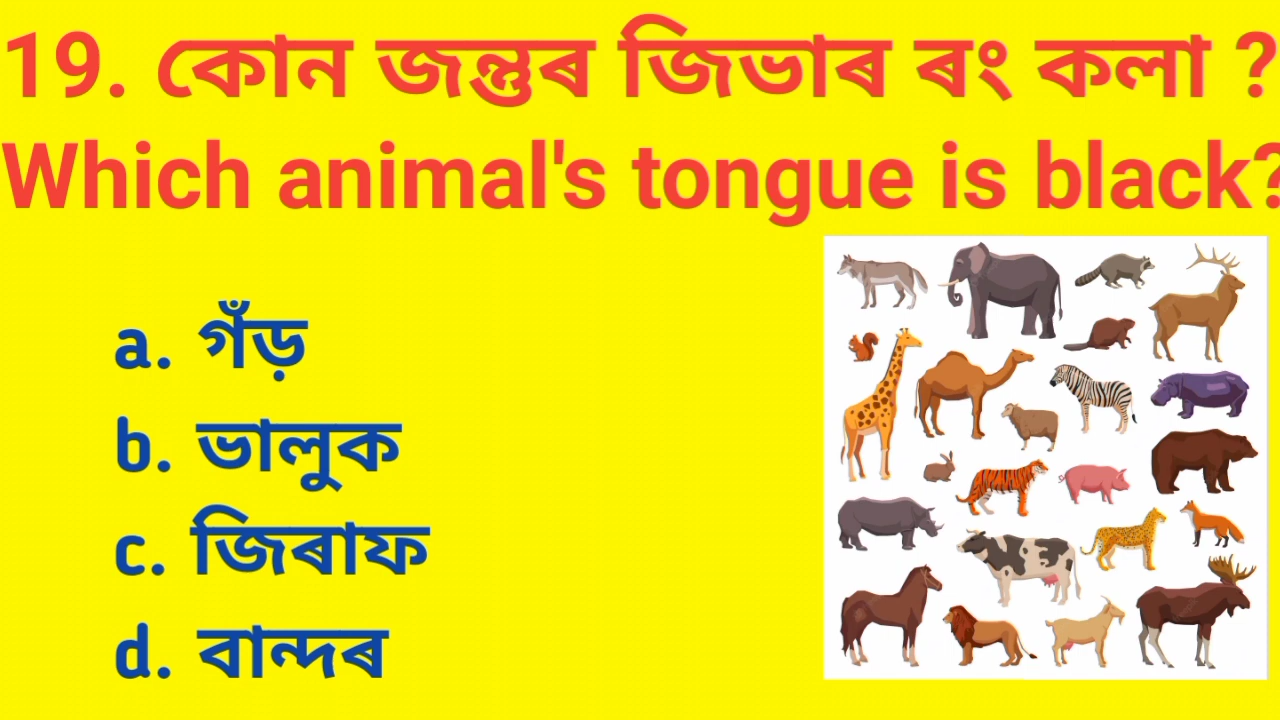 19. কোন জন্তুৰ জিভাৰ ৰং কলা ?
Which animal's tongue is black?
a. গঁড়
b. ভালুক
c. জিৰাফ
d. বান্দৰ